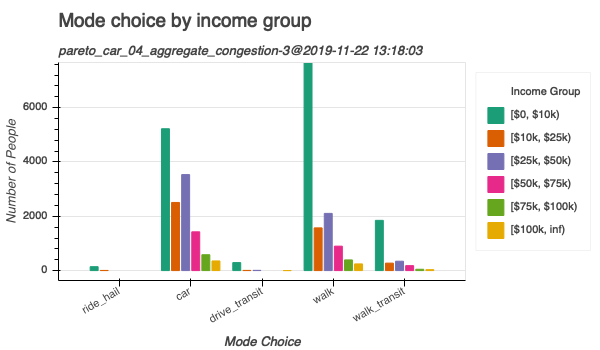 Mode choice by income group
pareto_car_04_aggregate_congestion-3@2019-11-22 13:18:03
Number of People
6000
4000
2000
0
ride_hail
car
drive_transit
walk
walk_transit
Mode Choice
Income Group
[$0, $10k)
[$10k, $25k)
[$25k, $50k)
[$50k, $75k)
[$75k, $100k)
[$100k, inf)